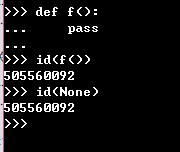 >>> def f():
...     pass
...
>>> id(f())
505560092
>>> id(None)
505560092
>>>